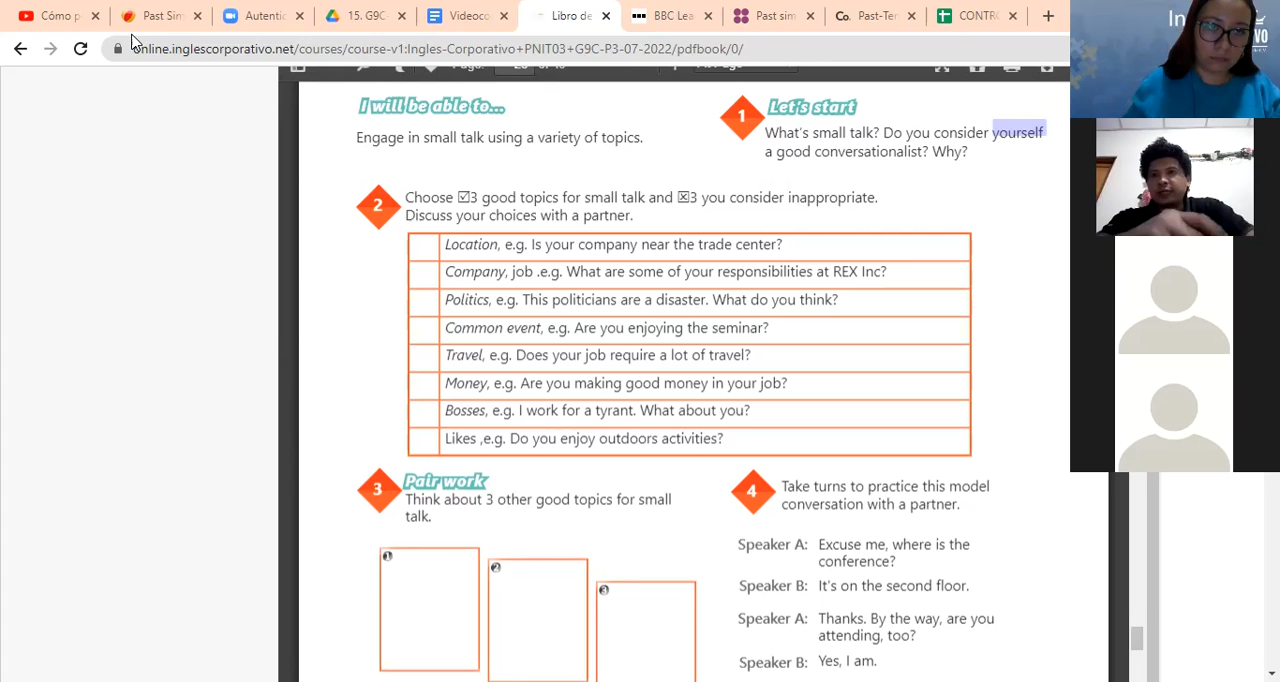 Cómo p
Past Sim
Autentic
15. G9C
Videoco
Libro de
BBC Lea
Past sim
Co. Past-Ter
CONTR
online.inglescorporativo.net/courses/course-v1:Ingles-Corporativo+PNIT03+G9C-P3-07-2022/pdfbook/0/
I will be able to...
Engage in small talk using a variety of topics.
1 Let's start
What's small talk? Do you consider yourself
a good conversationalist? Why?
2 Choose ☑3 good topics for small talk and ☒3 you consider inappropriate.
Discuss your choices with a partner.
Location, e.g. Is your company near the trade center?
Company, job .e.g. What are some of your responsibilities at REX Inc?
Politics, e.g. This politicians are a disaster. What do you think?
Common event, e.g. Are you enjoying the seminar?
Travel, e.g. Does your job require a lot of travel?
Money, e.g. Are you making good money in your job?
Bosses, e.g. I work for a tyrant. What about you?
Likes ,e.g. Do you enjoy outdoors activities?
3 Pair work
Think about 3 other good topics for small
talk.
1
2
3
4 Take turns to practice this model
conversation with a partner.
Speaker A: Excuse me, where is the
conference?
Speaker B: It's on the second floor.
Speaker A: Thanks. By the way, are you
attending, too?
Speaker B: Yes, I am.